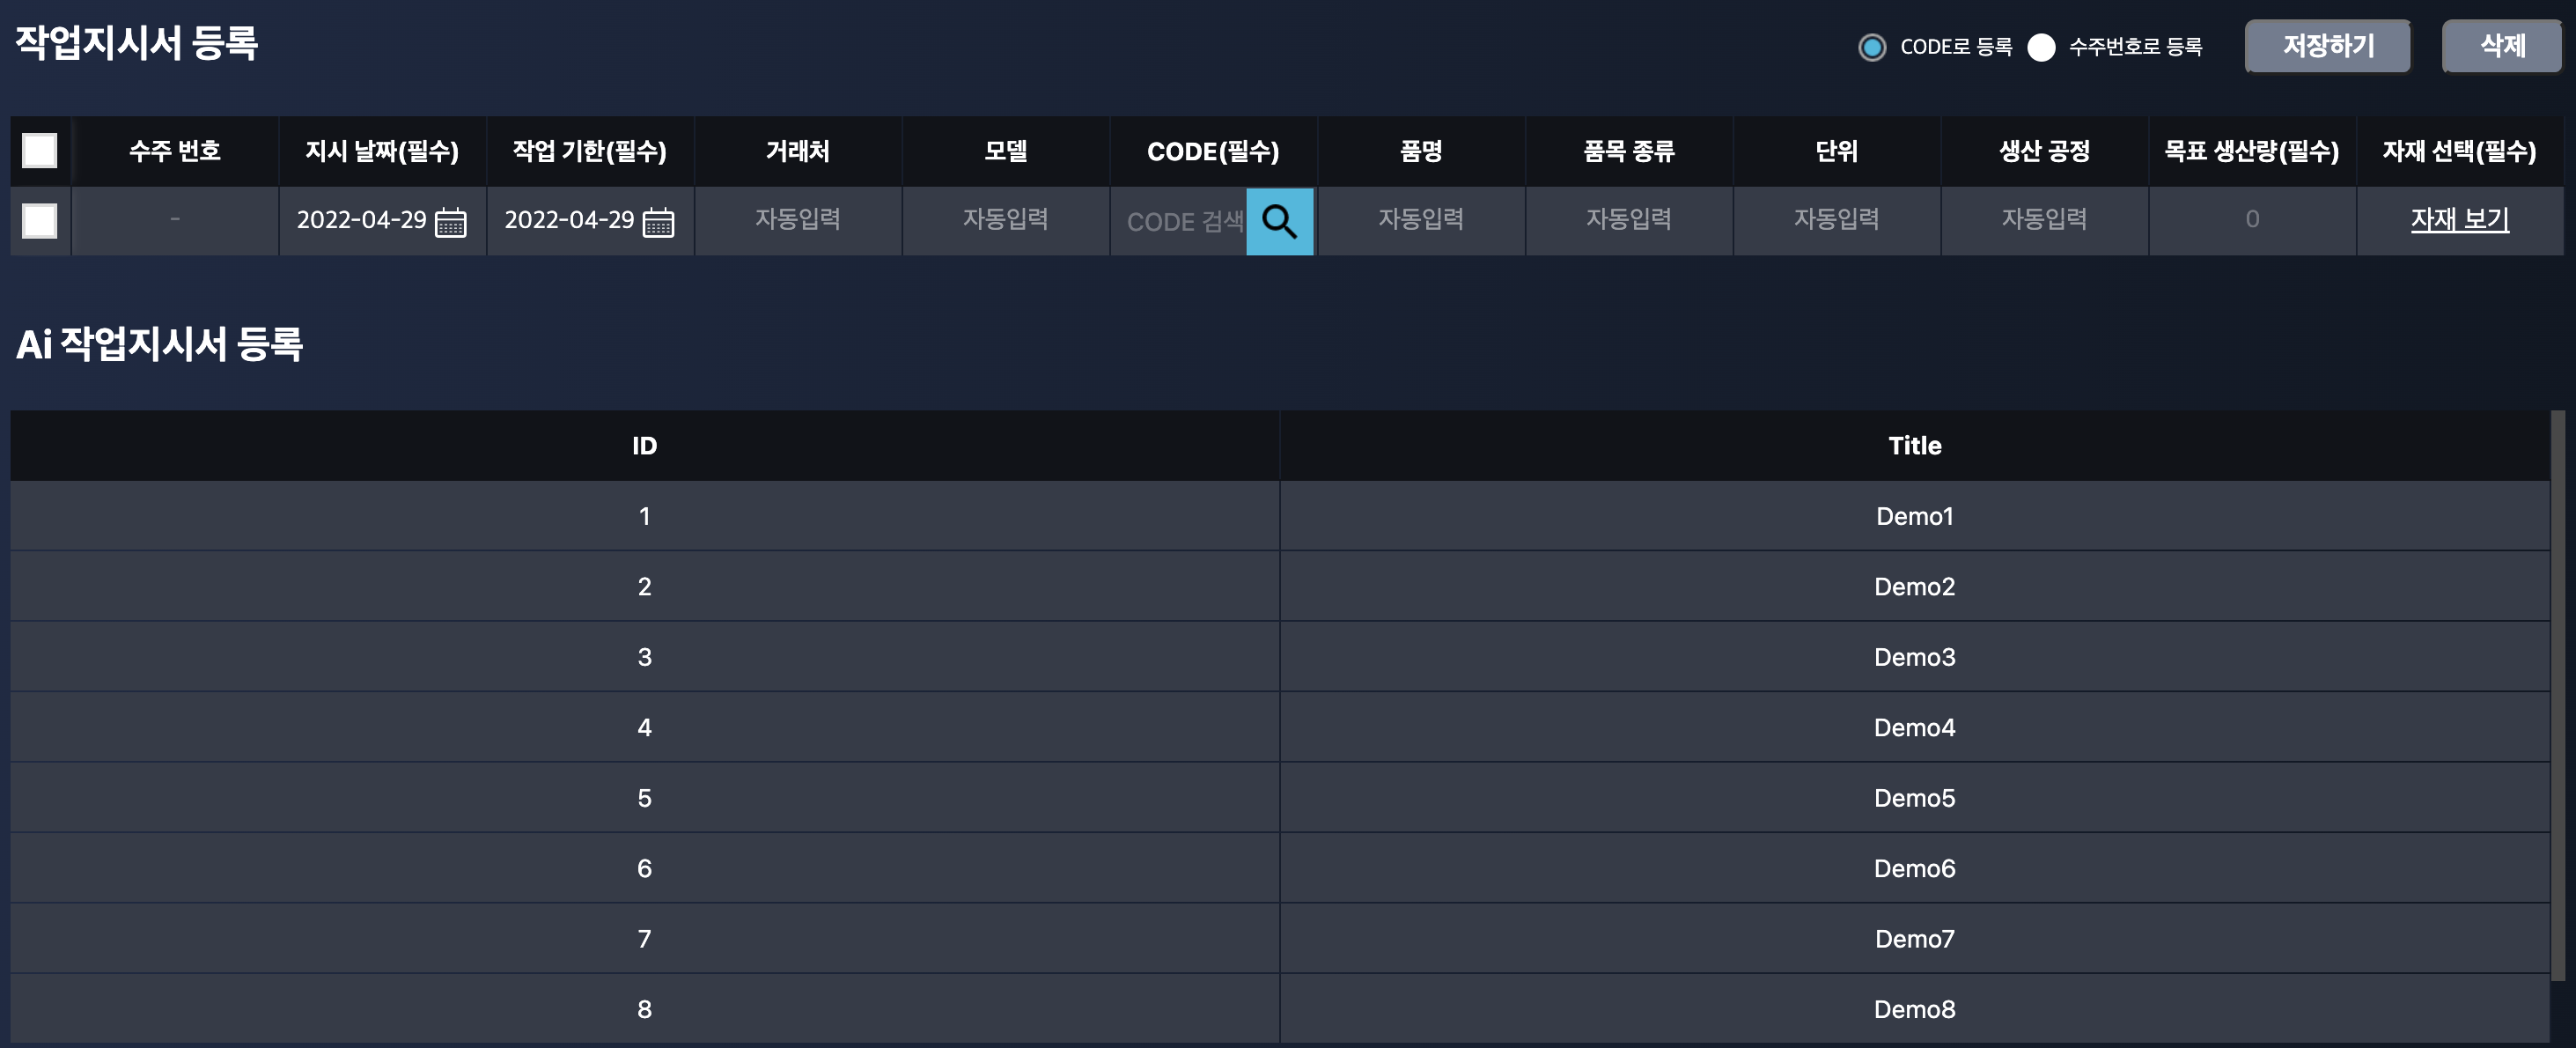 작업지시서 등록
CODE로 등록 수주번호로 등록 저장하기 삭제
수주 번호 지시 날짜(필수) 작업 기한(필수) 거래처 모델 CODE(필수) 품명 품목 종류 단위 생산 공정 목표 생산량(필수) 자재 선택(필수)
- 2022-04-29 2022-04-29 자동입력 자동입력 CODE 검색 자동입력 자동입력 자동입력 자동입력 0 자재 보기
Ai 작업지시서 등록
ID Title
1 Demo1
2 Demo2
3 Demo3
4 Demo4
5 Demo5
6 Demo6
7 Demo7
8 Demo8